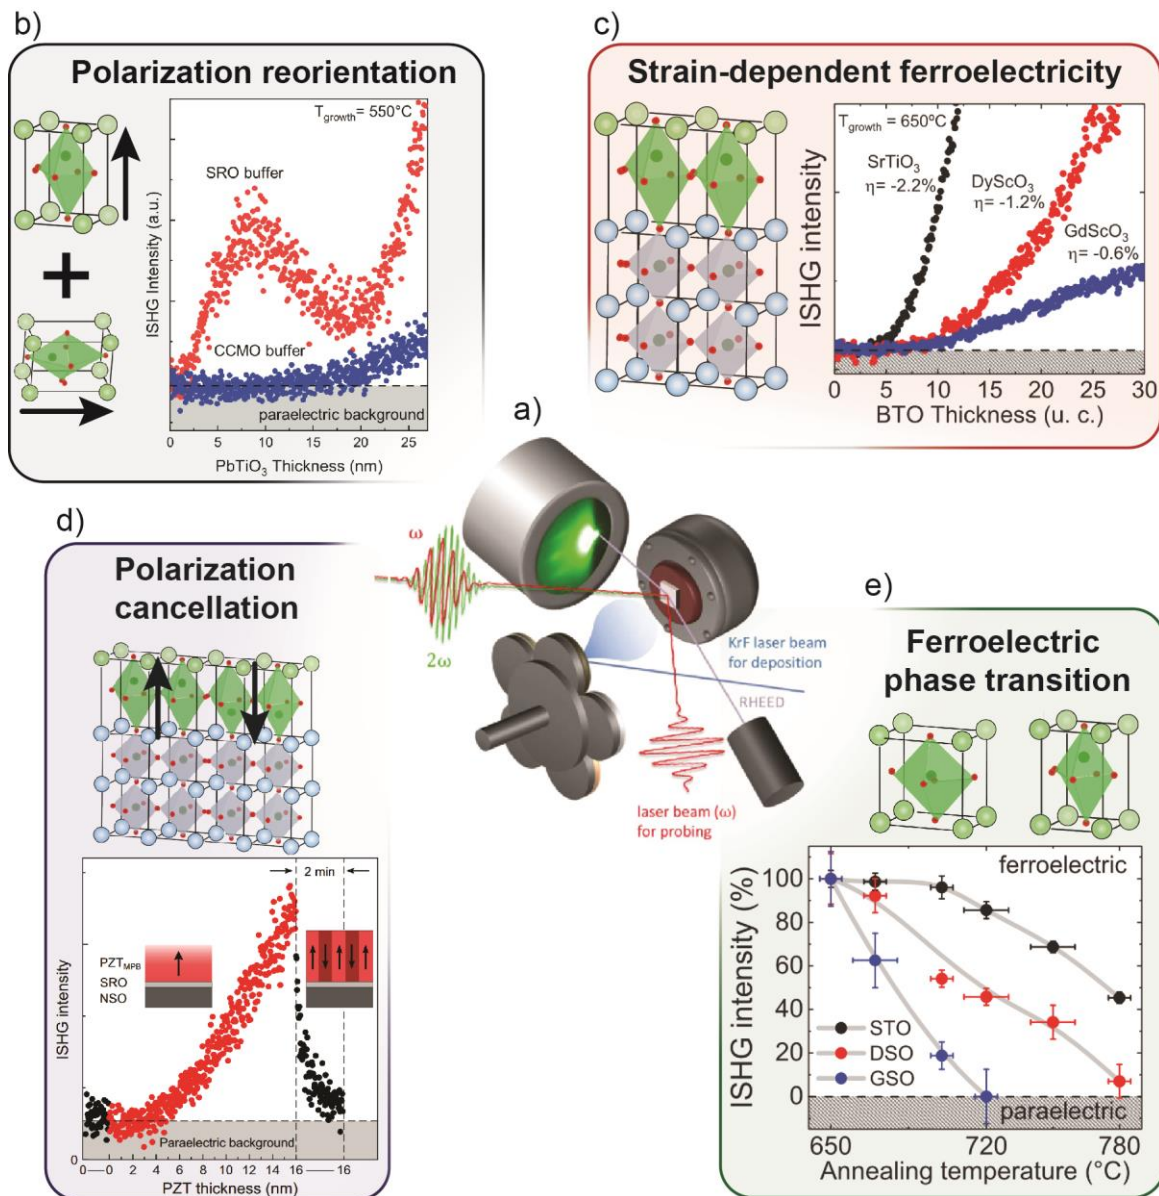 b)
Polarization reorientation
T growth = 550°C
SRO buffer
CCMO buffer
paraelectric background
ISHG Intensity (a.u.)
0 5 10 15 20 25
PbTiO3 Thickness (nm)
c)
Strain-dependent ferroelectricity
Tgrowth = 650ºC
SrTiO3
η= -2.2%
DyScO3
η= -1.2%
GdScO3
η= -0.6%
ISHG intensity
0 5 10 15 20 25 30
BTO Thickness (u. c.)
a)
ω
2ω
KrF laser beam
for deposition
RHEED
laser beam (ω)
for probing
d)
Polarization
cancellation
2 min
PZTMPB
SRO
NSO
ISHG intensity
0
Paraelectric background
0 0 2 4 6 8 10 12 14 16 16
PZT thickness (nm)
e)
Ferroelectric
phase transition
ferroelectric
100
80
60
40
20
0
STO
DSO
GSO
paraelectric
ISHG intensity (%)
650 720 780
Annealing temperature (°C)